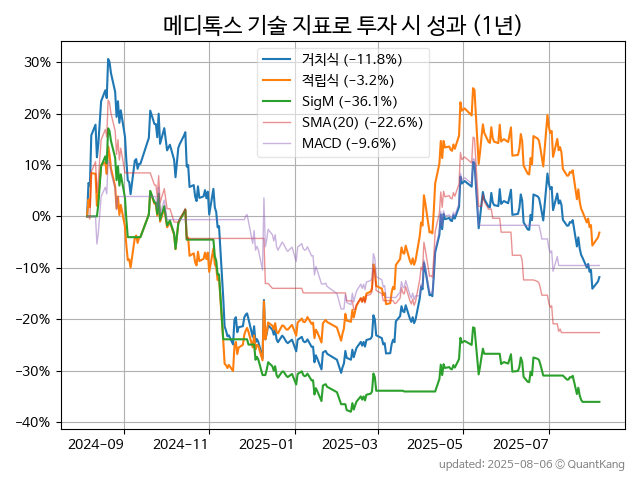 메디톡스 기술 지표로 투자 시 성과 (1년)
거치식 (−11.8%)
적립식 (−3.2%)
SigM (−36.1%)
SMA(20) (−22.6%)
MACD (−9.6%)
30%
20%
10%
0%
−10%
−20%
−30%
−40%
2024-09 2024-11 2025-01 2025-03 2025-05 2025-07
updated: 2025-08-06 © QuantKang